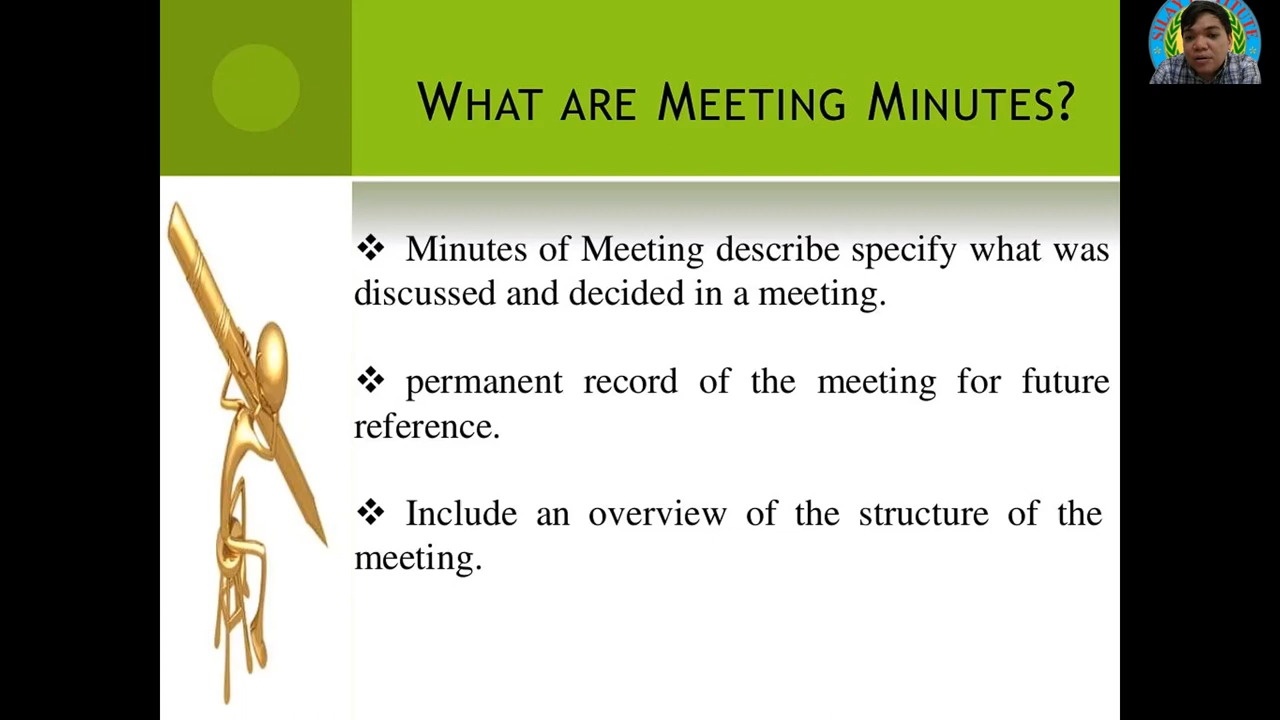 WHAT ARE MEETING MINUTES?
❖ Minutes of Meeting describe specify what was
discussed and decided in a meeting.
❖ permanent record of the meeting for future
reference.
❖ Include an overview of the structure of the
meeting.